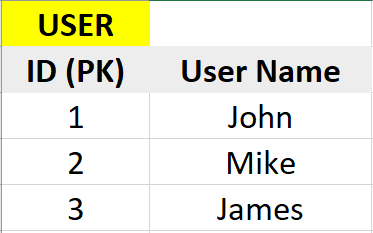 USER
ID (PK) User Name
1 John
2 Mike
3 James